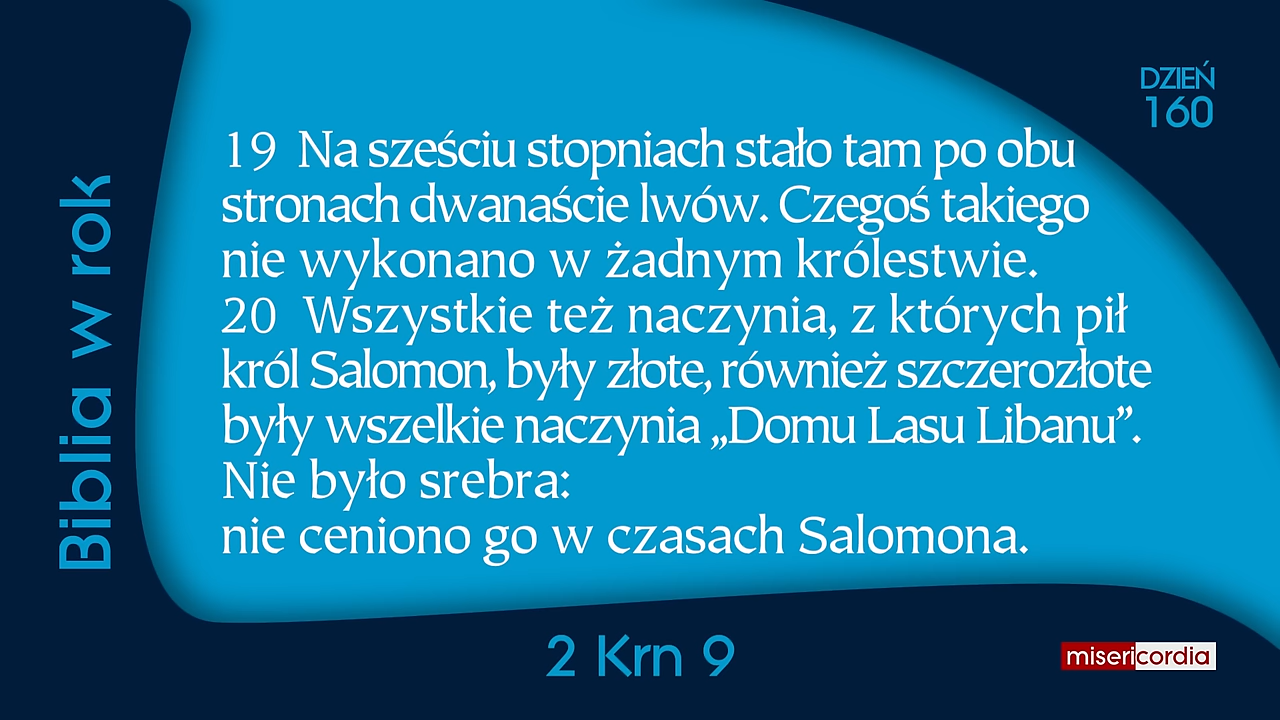 DZIEŃ
160
19 Na sześciu stopniach stało tam po obu
stronach dwanaście lwów. Czegoś takiego
nie wykonano w żadnym królestwie.
20 Wszystkie też naczynia, z których pił
król Salomon, były złote, również szczerozłote
były wszelkie naczynia „Domu Lasu Libanu”.
Nie było srebra:
nie ceniono go w czasach Salomona.
Biblia w rok
2 Krn 9
misericordia